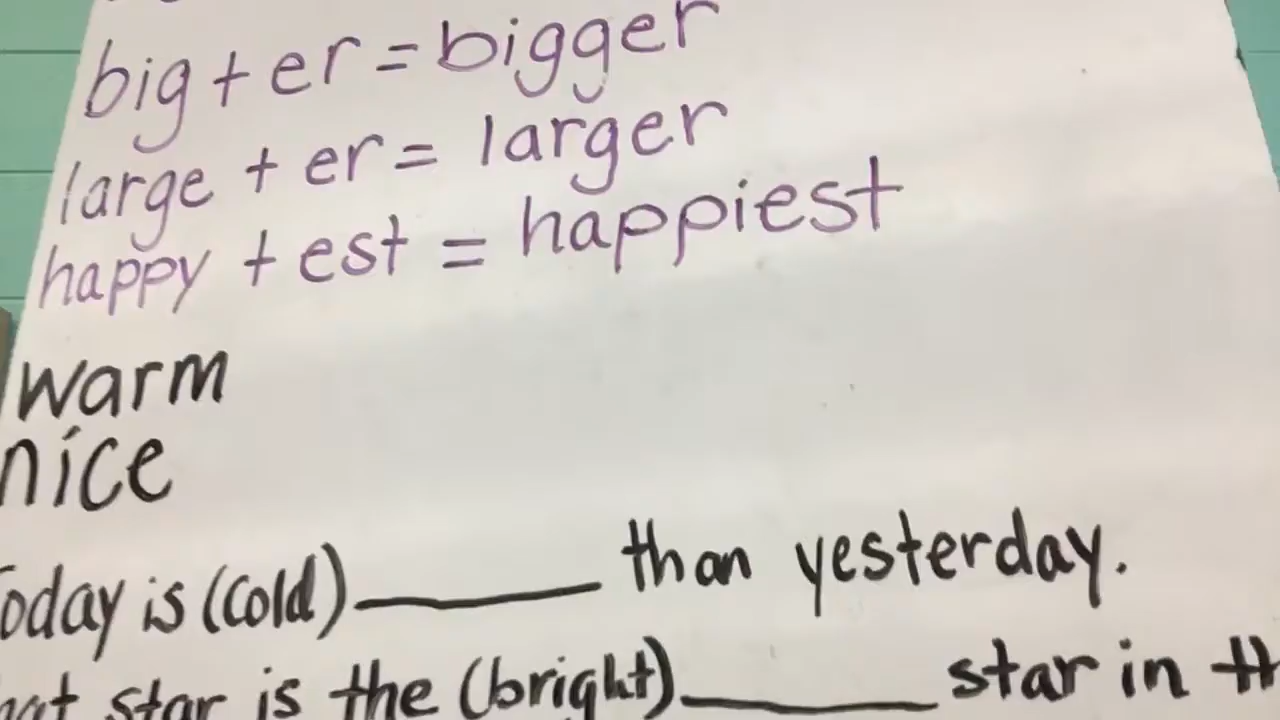 big + er = bigger
large + er = larger
happy + est = happiest
warm
nice
Today is (cold) ______ than yesterday.
star is the (bright) ______ star in